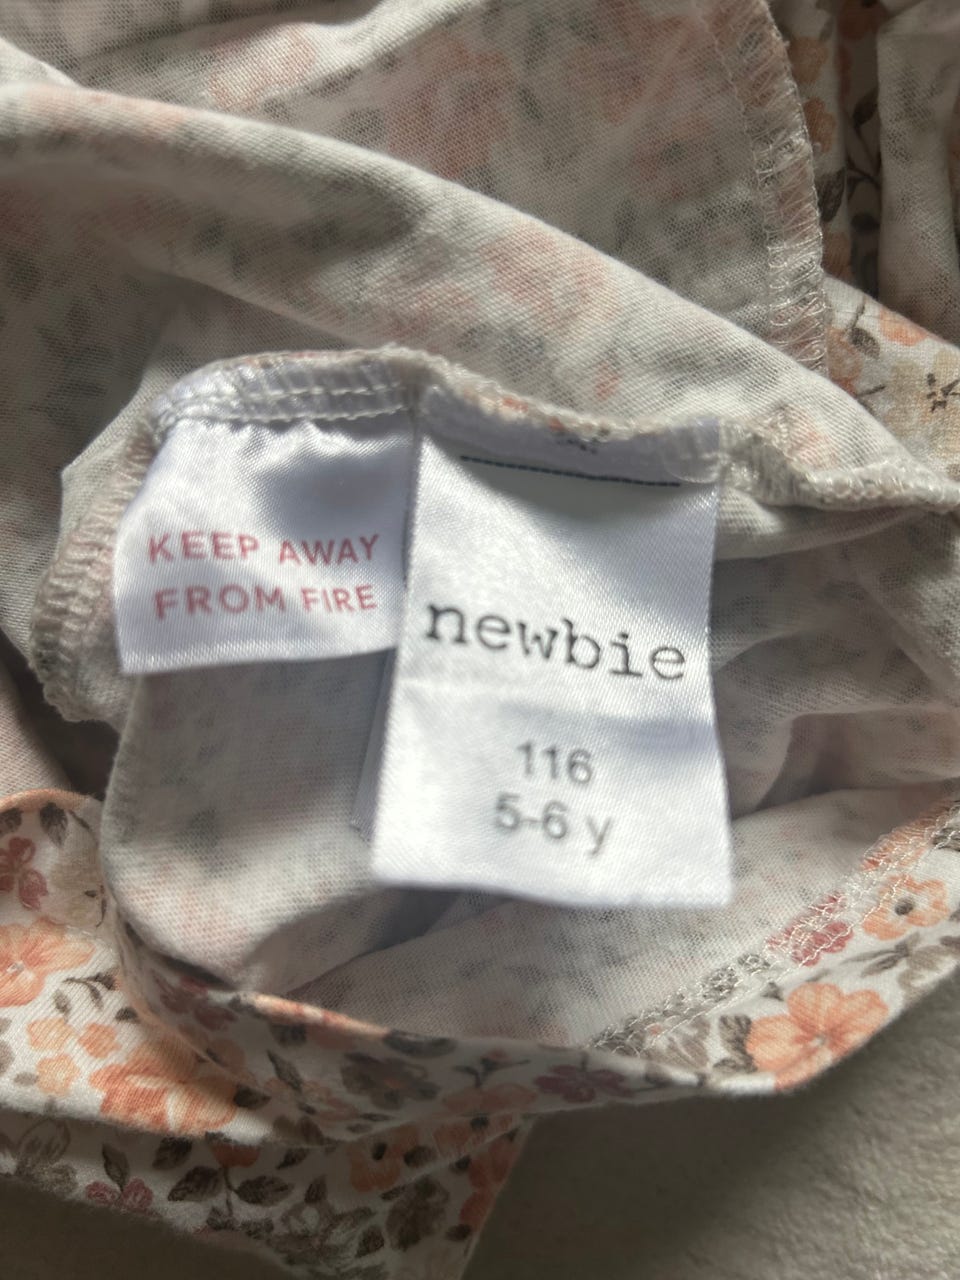 KEEP AWAY
FROM FIRE
newbie
116
5-6 y